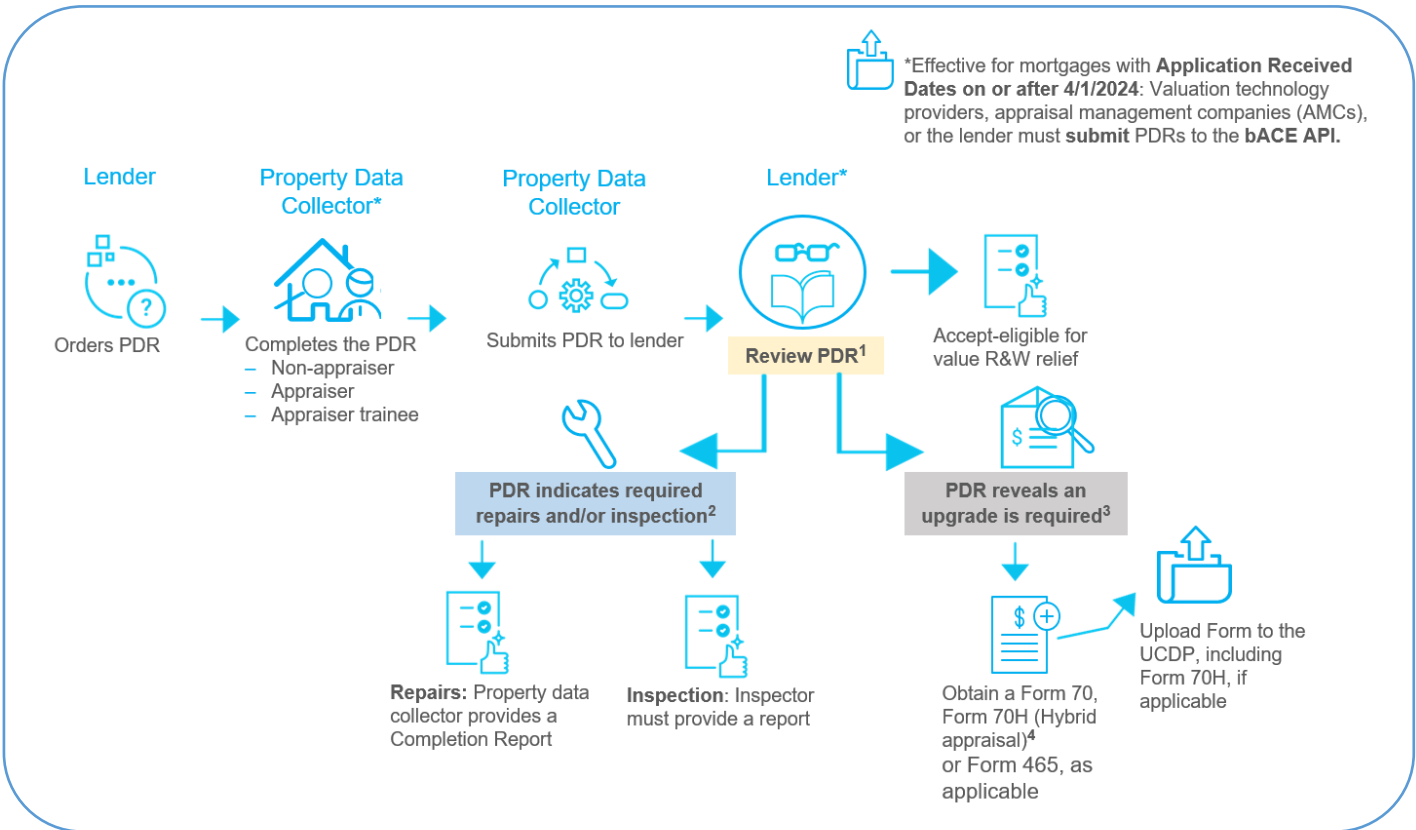 *Effective for mortgages with Application Received
Dates on or after 4/1/2024: Valuation technology
providers, appraisal management companies (AMCs),
or the lender must submit PDRs to the bACE API.
Lender
?
Orders PDR
Property Data
Collector*
Completes the PDR
– Non-appraiser
– Appraiser
– Appraiser trainee
Property Data
Collector
Submits PDR to lender
Lender*
Review PDR1
Accept-eligible for
value R&W relief
PDR indicates required
repairs and/or inspection2
Repairs: Property data
collector provides a
Completion Report
Inspection: Inspector
must provide a report
$
PDR reveals an
upgrade is required3
$ +
Obtain a Form 70,
Form 70H (Hybrid
appraisal)4
or Form 465, as
applicable
Upload Form to the
UCDP, including
Form 70H, if
applicable